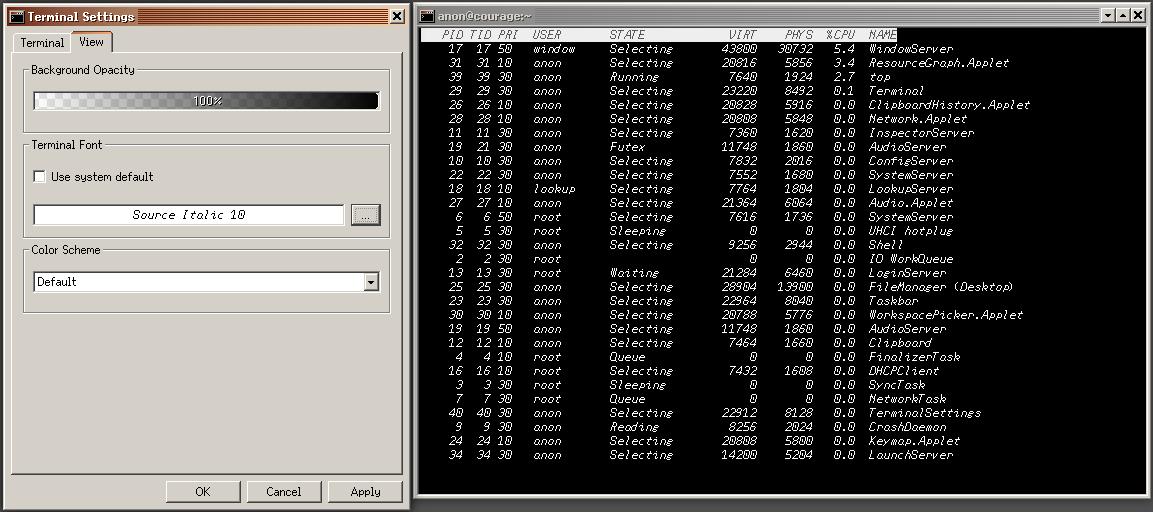 Terminal Settings
Terminal View
Background Opacity
100%
Terminal Font
Use system default
Source Italic 10
...
Color Scheme
Default
OK Cancel Apply
anon@courage:~
PID TID PRI USER STATE VIRT PHYS %CPU NAME
17 17 50 window Selecting 43800 30732 5.4 WindowServer
31 31 10 anon Selecting 20816 5856 3.4 ResourceGraph.Applet
39 39 30 anon Running 7640 1924 2.7 top
29 29 30 anon Selecting 23220 8492 0.1 Terminal
26 26 10 anon Selecting 20828 5916 0.0 ClipboardHistory.Applet
28 28 10 anon Selecting 20808 5848 0.0 Network.Applet
11 11 30 anon Selecting 7360 1620 0.0 InspectorServer
19 21 30 anon Futex 11748 1860 0.0 AudioServer
10 10 30 anon Selecting 7832 2016 0.0 ConfigServer
22 22 30 anon Selecting 7552 1680 0.0 SystemServer
18 18 10 lookup Selecting 7764 1804 0.0 LookupServer
27 27 10 anon Selecting 21364 6064 0.0 Audio.Applet
6 6 50 root Selecting 7616 1736 0.0 SystemServer
5 5 30 root Sleeping 0 0 0.0 UHCI hotplug
32 32 30 anon Selecting 9256 2944 0.0 Shell
2 2 30 root 0 0 0.0 IO WorkQueue
13 13 30 root Waiting 21284 6460 0.0 LoginServer
25 25 30 anon Selecting 28904 13900 0.0 FileManager (Desktop)
23 23 30 anon Selecting 22964 8040 0.0 Taskbar
30 30 10 anon Selecting 20788 5776 0.0 WorkspacePicker.Applet
19 19 50 anon Selecting 11748 1860 0.0 AudioServer
12 12 10 anon Selecting 7464 1660 0.0 Clipboard
4 4 10 root Queue 0 0 0.0 FinalizerTask
16 16 10 root Selecting 7432 1608 0.0 DHCPClient
3 3 30 root Sleeping 0 0 0.0 SyncTask
7 7 30 root Queue 0 0 0.0 NetworkTask
40 40 30 anon Selecting 22912 8128 0.0 TerminalSettings
9 9 30 anon Reading 8256 2024 0.0 CrashDaemon
24 24 10 anon Selecting 20808 5800 0.0 Keymap.Applet
34 34 30 anon Selecting 14200 5204 0.0 LaunchServer